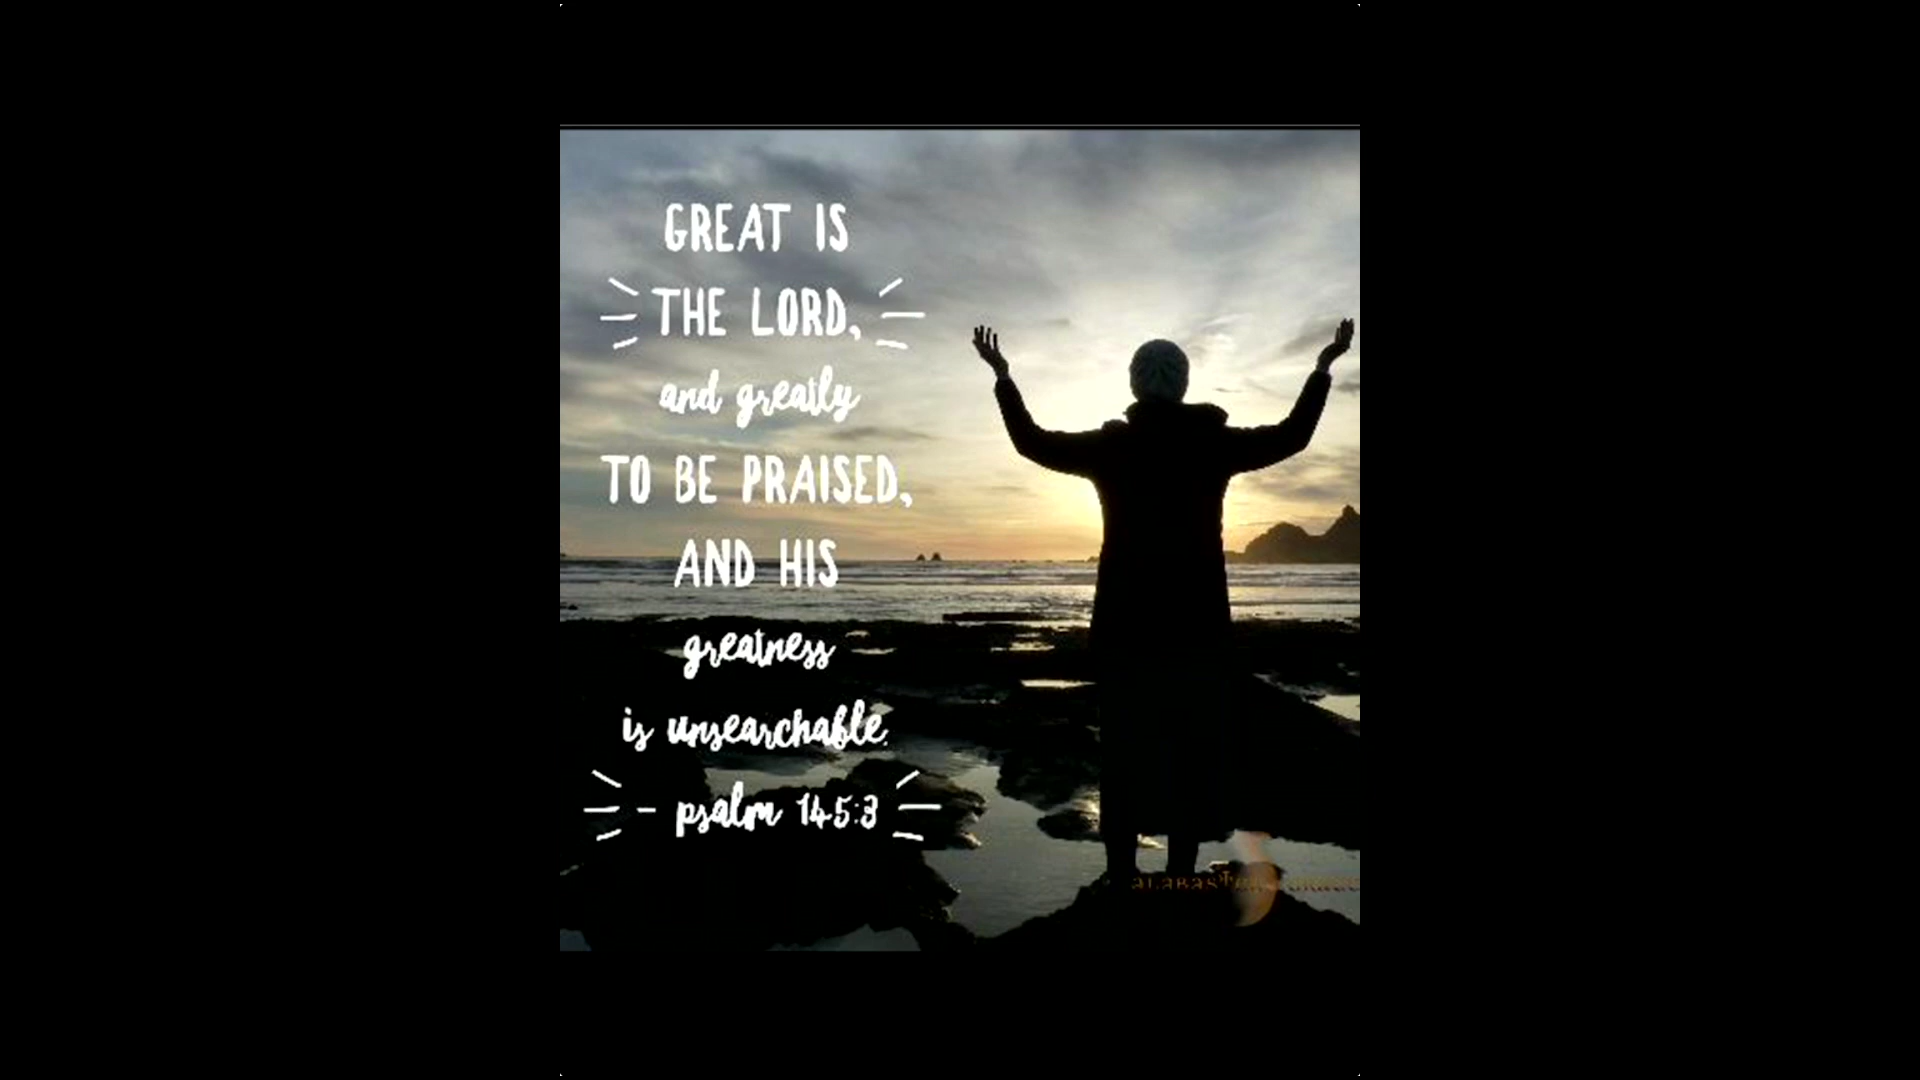 GREAT IS
THE LORD,
and greatly
TO BE PRAISED,
AND HIS
greatness
is unsearchable.
- psalm 145:3